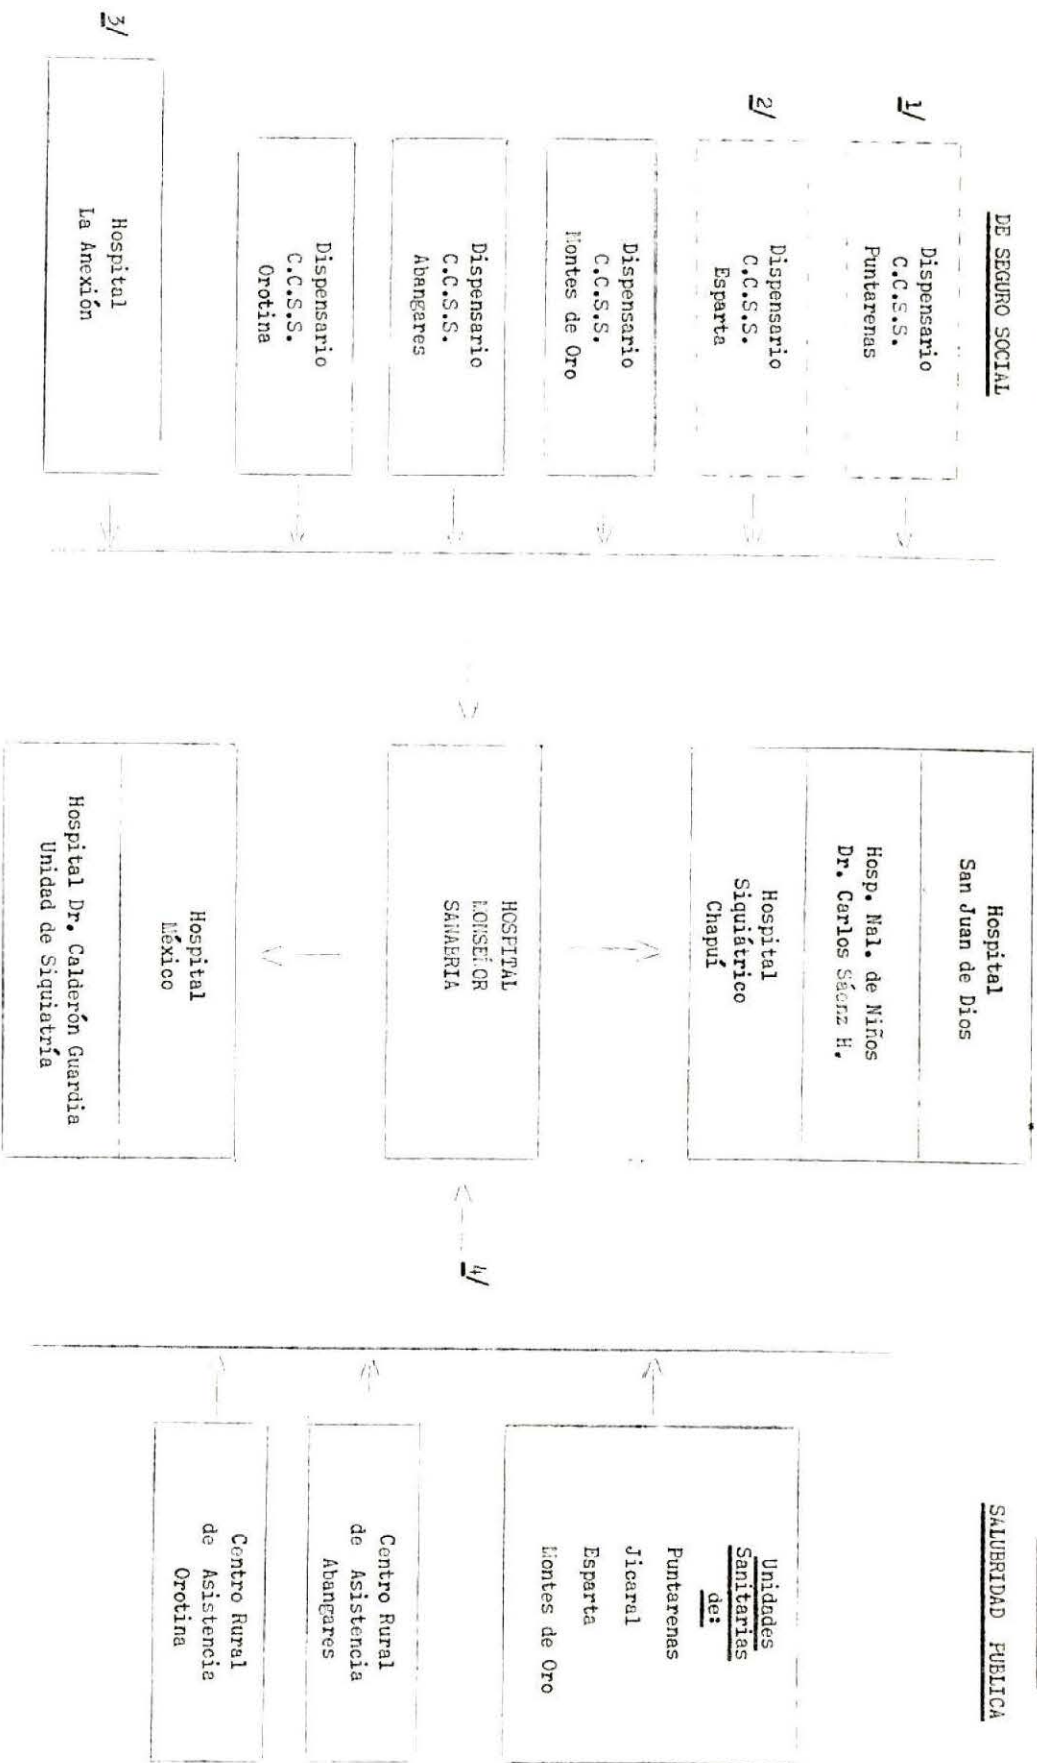 DE SEGURO SOCIAL
1/
Dispensario
C.C.S.S.
Puntarenas
2/
Dispensario
C.C.S.S.
Esparta
Dispensario
C.C.S.S.
Montes de Oro
Dispensario
C.C.S.S.
Abangares
Dispensario
C.C.S.S.
Orotina
3/
Hospital
La Anexión
Hospital
San Juan de Dios
Hosp. Nal. de Niños
Dr. Carlos Sáenz H.
Hospital
Siquiátrico
Chapuí
HOSPITAL
MONSEÑOR
SANABRIA
Hospital
México
Hospital Dr. Calderón Guardia
Unidad de Siquiatría
4/
SALUBRIDAD PUBLICA
Unidades
Sanitarias
de:
Puntarenas
Jicaral
Esparta
Montes de Oro
Centro Rural
de Asistencia
Abangares
Centro Rural
de Asistencia
Orotina